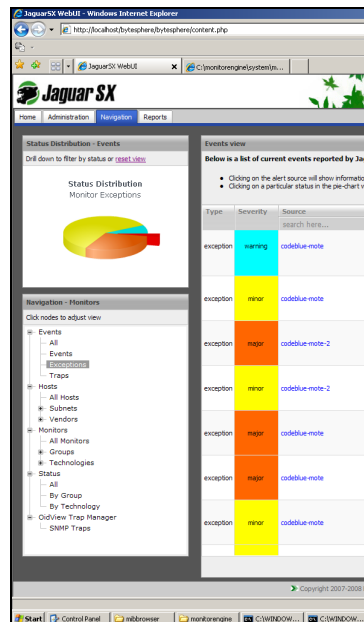 JaguarSX WebUI - Windows Internet Explorer
http://localhost/bytesphere/bytesphere/content.php
JaguarSX WebUI
C:\monitorengine\system\m...
Jaguar SX
Home Administration Navigation Reports
Status Distribution - Events
Drill down to filter by status or reset view
Status Distribution
Monitor Exceptions
Navigation - Monitors
Click nodes to adjust view
Events
All
Events
Exceptions
Traps
Hosts
All Hosts
Subnets
Vendors
Monitors
All Monitors
Groups
Technologies
Status
All
By Group
By Technology
OidView Trap Manager
SNMP Traps
Events view
Below is a list of current events reported by Jag
Clicking on the alert source will show informatio
Clicking on a particular status in the pie-chart w
Type Severity Source
search here...
exception warning codeblue-mote
exception minor codeblue-mote
exception major codeblue-mote-2
exception minor codeblue-mote-2
exception major codeblue-mote
exception major codeblue-mote
exception minor codeblue-mote
Copyright 2007-2008
Start Control Panel mibbrowser monitorengine C:\WINDOW... C:\WINDOW...